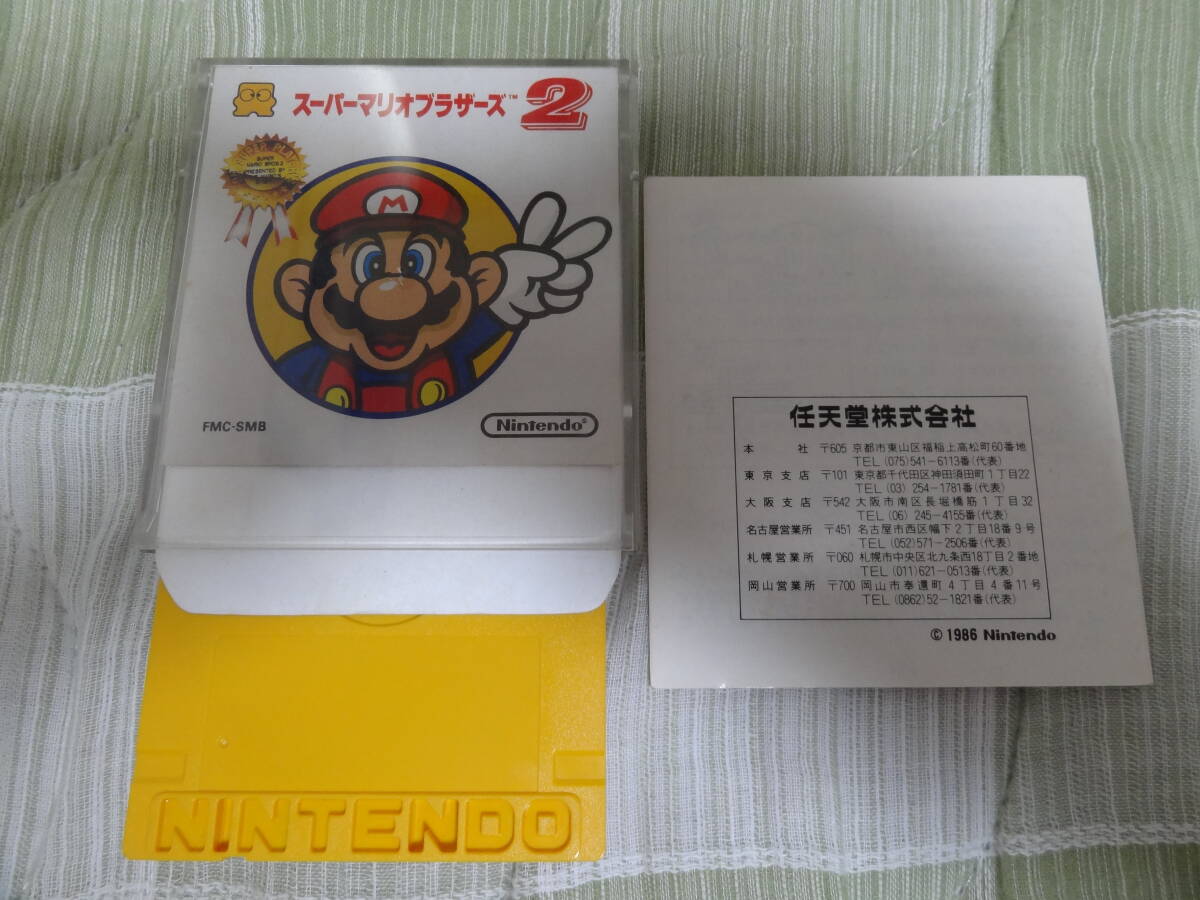 スーパーマリオブラザーズ™ 2
SUPER
MARIO BROS.2
PRESENTED BY
M
FMC-SMB
Nintendo®
NINTENDO
任天堂株式会社
本社 〒605 京都市東山区福稲上高松町60番地
TEL (075)541-6113番(代表)
東京支店 〒101 東京都千代田区神田須田町1丁目22
TEL (03) 254-1781番(代表)
大阪支店 〒542 大阪市南区長堀橋筋1丁目32
TEL (06) 245-4155番(代表)
名古屋営業所 〒451 名古屋市西区幅下2丁目18番9号
TEL (052)571-2506番(代表)
札幌営業所 〒060 札幌市中央区北九条西18丁目2番地
TEL (011)621-0513番(代表)
岡山営業所 〒700 岡山市奉還町4丁目4番11号
TEL (0862)52-1821番(代表)
© 1986 Nintendo